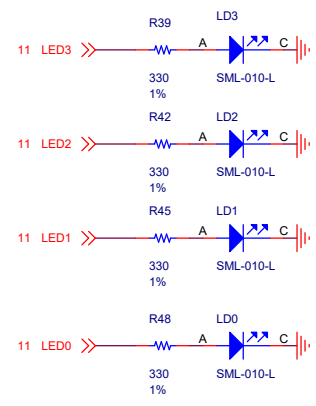 R39 LD3
11 LED3 A C
330 SML-010-L
1%
R42 LD2
11 LED2 A C
330 SML-010-L
1%
R45 LD1
11 LED1 A C
330 SML-010-L
1%
R48 LD0
11 LED0 A C
330 SML-010-L
1%